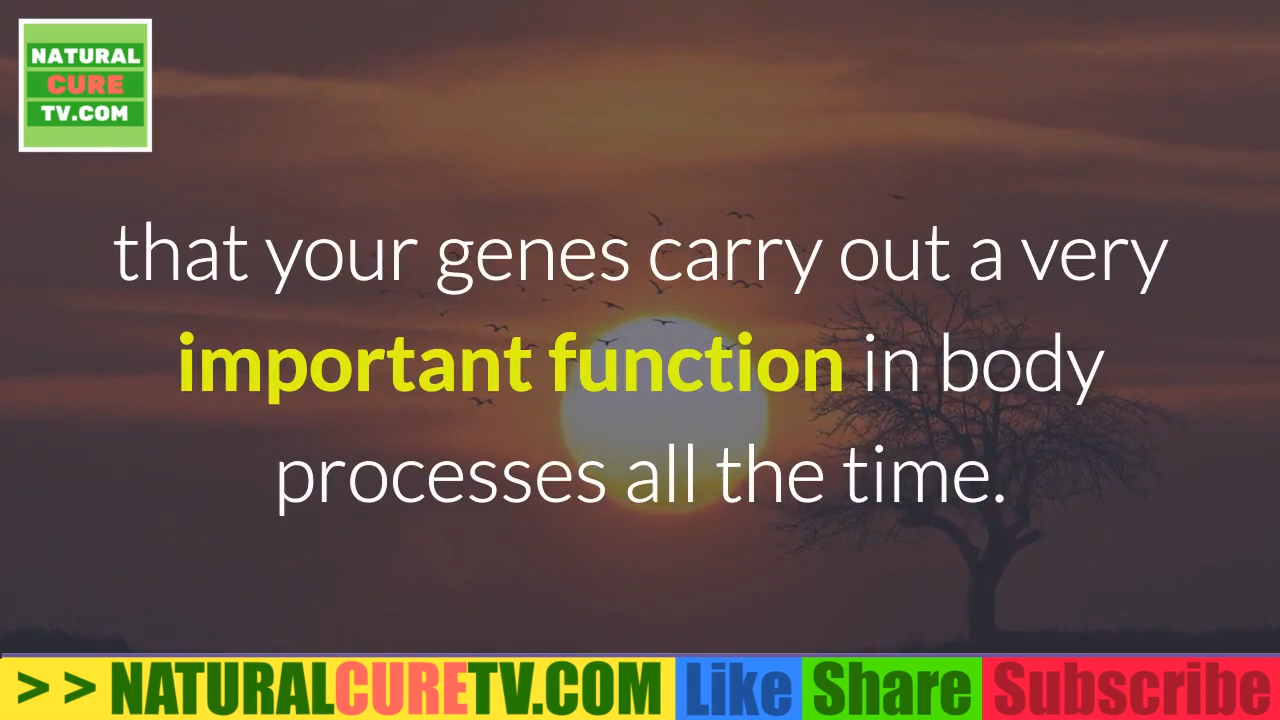 NATURAL
CURE
TV.COM
that your genes carry out a very
important function in body
processes all the time.
> > NATURALCURETV.COM Like Share Subscribe